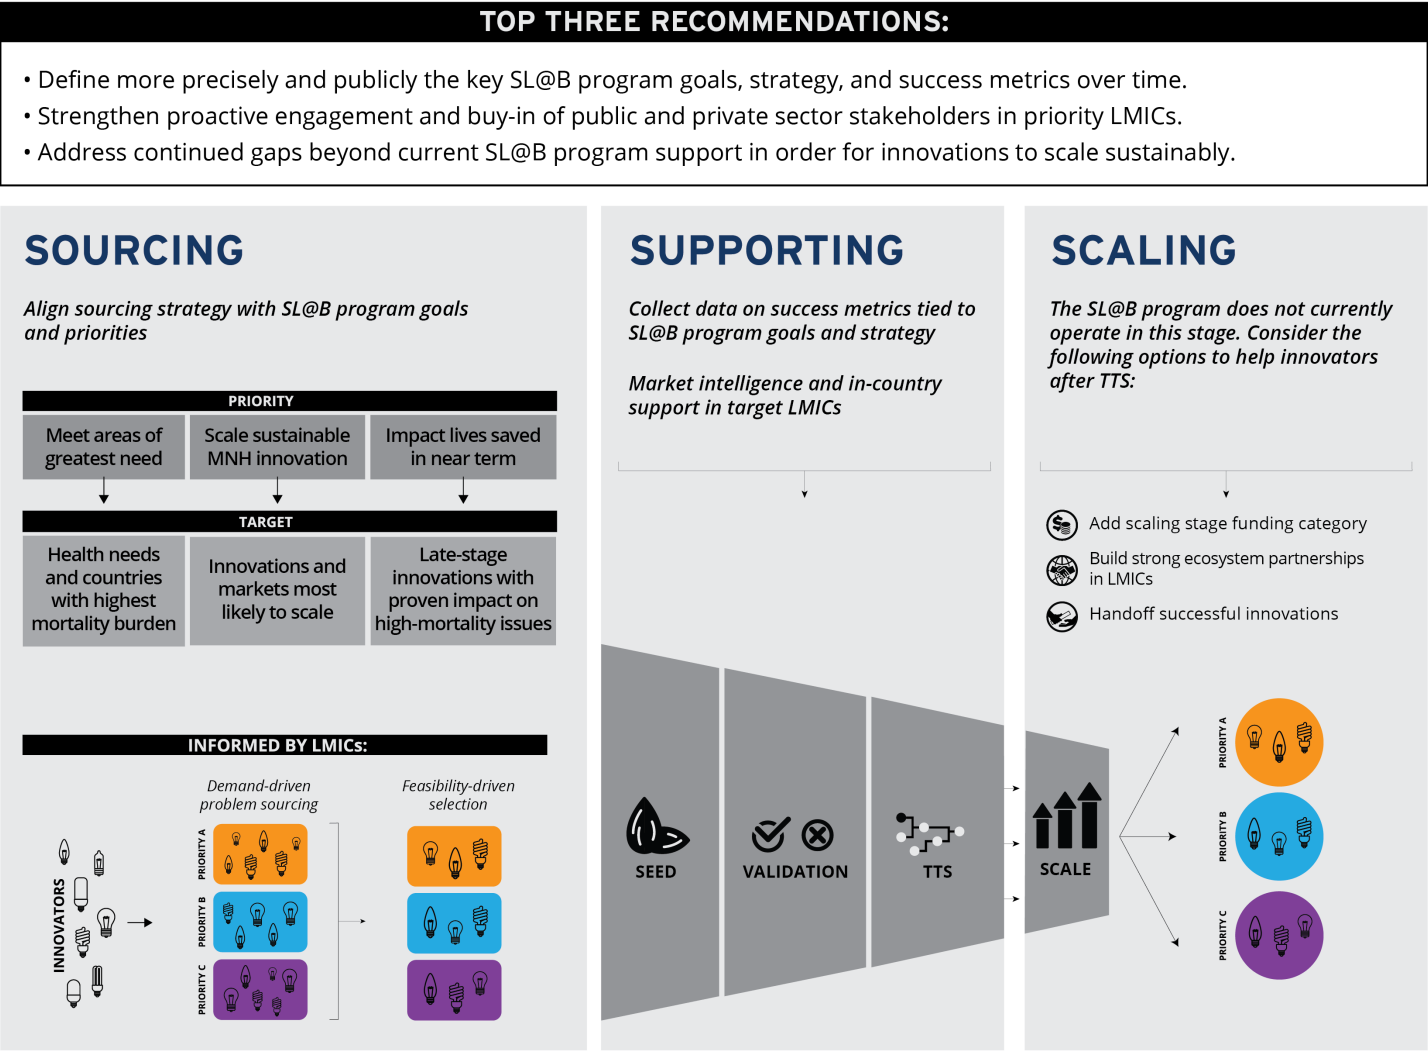 TOP THREE RECOMMENDATIONS:
• Define more precisely and publicly the key SL@B program goals, strategy, and success metrics over time.
• Strengthen proactive engagement and buy-in of public and private sector stakeholders in priority LMICs.
• Address continued gaps beyond current SL@B program support in order for innovations to scale sustainably.
SOURCING
Align sourcing strategy with SL@B program goals
and priorities
PRIORITY
Meet areas of
greatest need
Scale sustainable
MNH innovation
Impact lives saved
in near term
TARGET
Health needs
and countries
with highest
mortality burden
Innovations and
markets most
likely to scale
Late-stage
innovations with
proven impact on
high-mortality issues
INFORMED BY LMICs:
Demand-driven
problem sourcing
Feasibility-driven
selection
INNOVATORS
PRIORITY A
PRIORITY B
PRIORITY C
SUPPORTING
Collect data on success metrics tied to
SL@B program goals and strategy
Market intelligence and in-country
support in target LMICs
SEED
VALIDATION
TTS
SCALING
The SL@B program does not currently
operate in this stage. Consider the
following options to help innovators
after TTS:
Add scaling stage funding category
Build strong ecosystem partnerships
in LMICs
Handoff successful innovations
SCALE
PRIORITY A
PRIORITY B
PRIORITY C